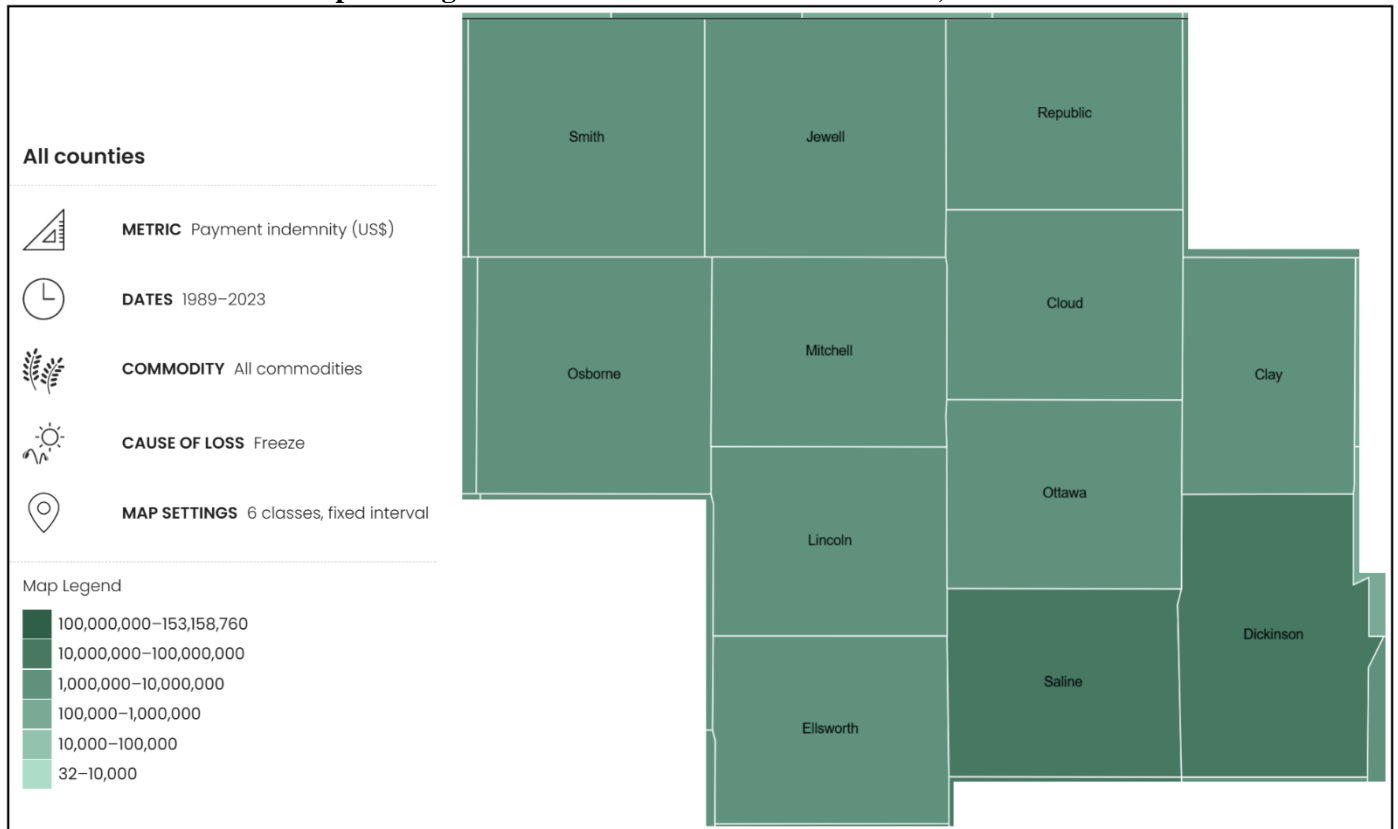 All counties
METRIC Payment indemnity (US$)
DATES 1989–2023
COMMODITY All commodities
CAUSE OF LOSS Freeze
MAP SETTINGS 6 classes, fixed interval
Map Legend
100,000,000–153,158,760
10,000,000–100,000,000
1,000,000–10,000,000
100,000–1,000,000
10,000–100,000
32–10,000
Smith
Jewell
Republic
Osborne
Mitchell
Cloud
Clay
Lincoln
Ottawa
Ellsworth
Saline
Dickinson